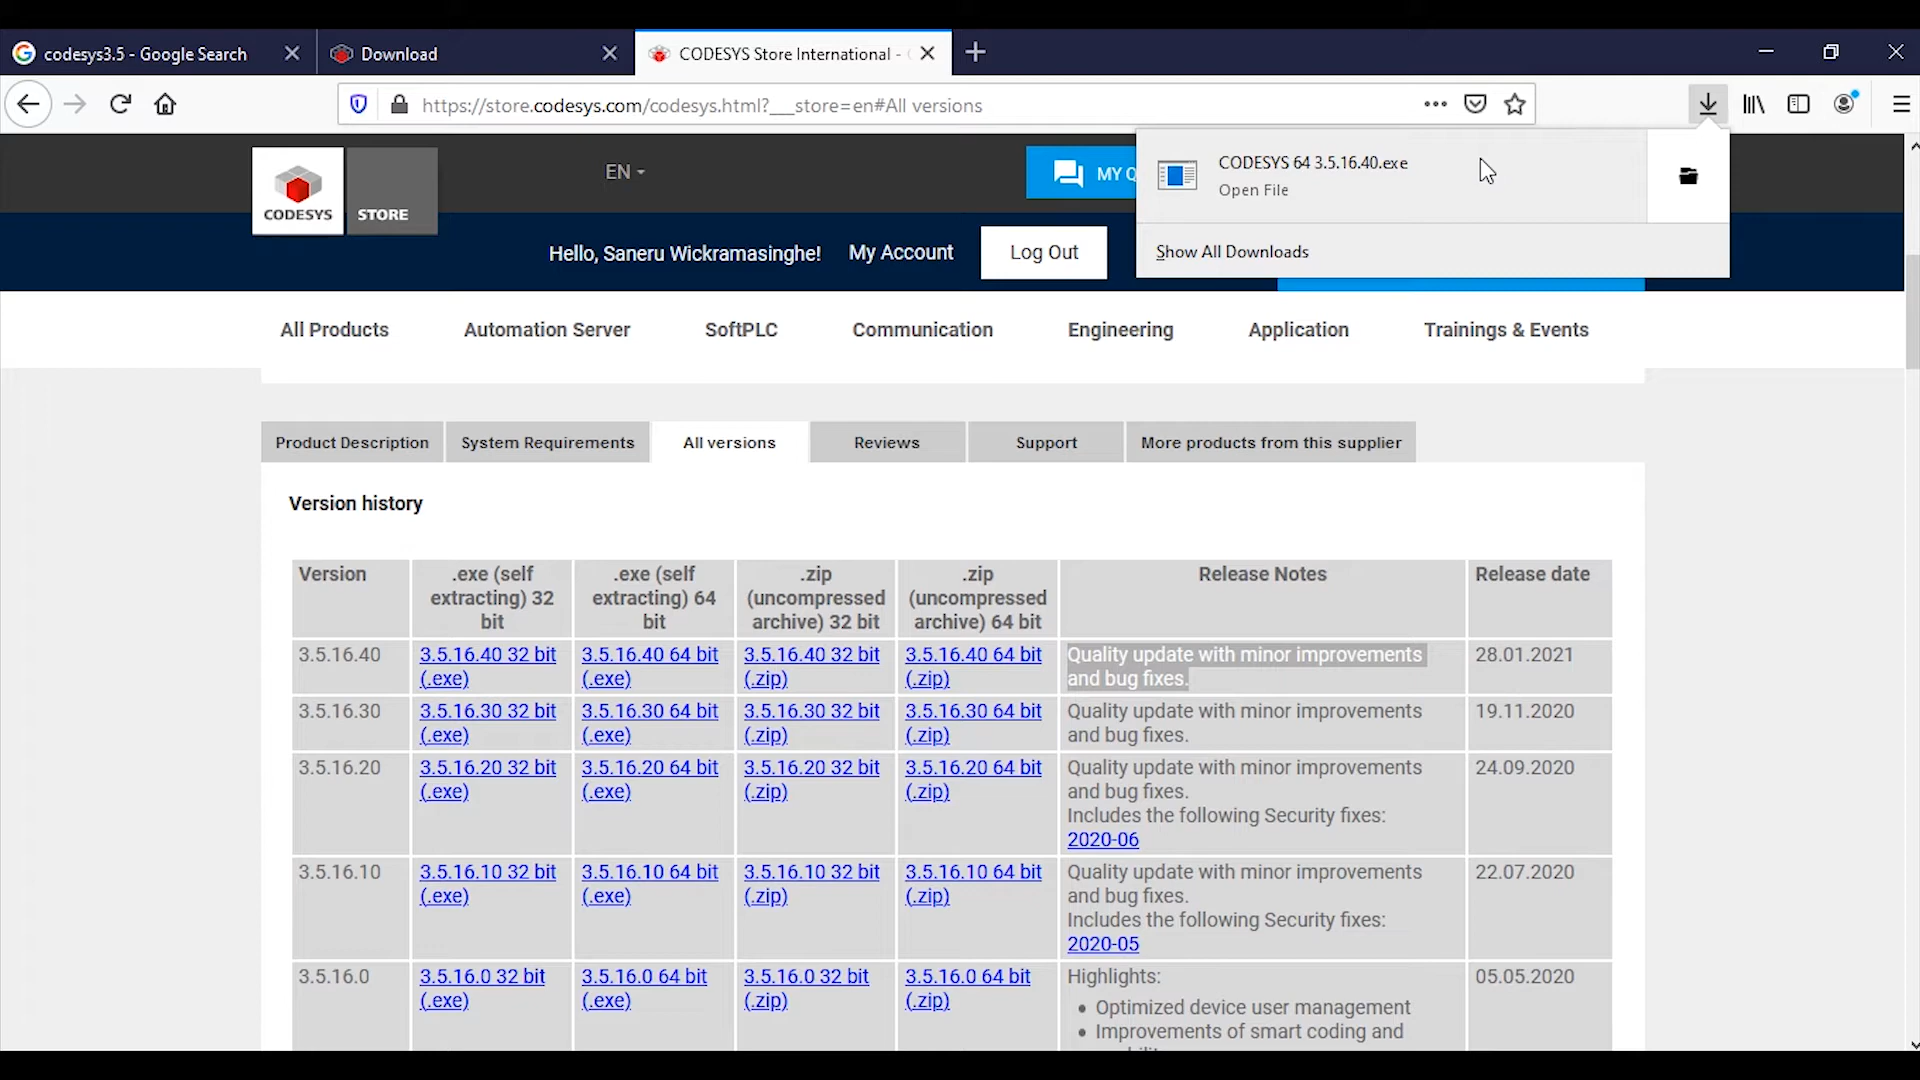 codesys3.5 - Google Search
Download
CODESYS Store International -
https://store.codesys.com/codesys.html?___store=en#All versions
CODESYS 64 3.5.16.40.exe
Open File
Show All Downloads
CODESYS
STORE
EN
MY Q
Hello, Saneru Wickramasinghe!
My Account
Log Out
All Products
Automation Server
SoftPLC
Communication
Engineering
Application
Trainings & Events
Product Description
System Requirements
All versions
Reviews
Support
More products from this supplier
Version history
Version
.exe (self
extracting) 32
bit
.exe (self
extracting) 64
bit
.zip
(uncompressed
archive) 32 bit
.zip
(uncompressed
archive) 64 bit
Release Notes
Release date
3.5.16.40
3.5.16.40 32 bit
(.exe)
3.5.16.40 64 bit
(.exe)
3.5.16.40 32 bit
(.zip)
3.5.16.40 64 bit
(.zip)
Quality update with minor improvements
and bug fixes.
28.01.2021
3.5.16.30
3.5.16.30 32 bit
(.exe)
3.5.16.30 64 bit
(.exe)
3.5.16.30 32 bit
(.zip)
3.5.16.30 64 bit
(.zip)
Quality update with minor improvements
and bug fixes.
19.11.2020
3.5.16.20
3.5.16.20 32 bit
(.exe)
3.5.16.20 64 bit
(.exe)
3.5.16.20 32 bit
(.zip)
3.5.16.20 64 bit
(.zip)
Quality update with minor improvements
and bug fixes.
Includes the following Security fixes:
2020-06
24.09.2020
3.5.16.10
3.5.16.10 32 bit
(.exe)
3.5.16.10 64 bit
(.exe)
3.5.16.10 32 bit
(.zip)
3.5.16.10 64 bit
(.zip)
Quality update with minor improvements
and bug fixes.
Includes the following Security fixes:
2020-05
22.07.2020
3.5.16.0
3.5.16.0 32 bit
(.exe)
3.5.16.0 64 bit
(.exe)
3.5.16.0 32 bit
(.zip)
3.5.16.0 64 bit
(.zip)
Highlights:
• Optimized device user management
• Improvements of smart coding and
05.05.2020